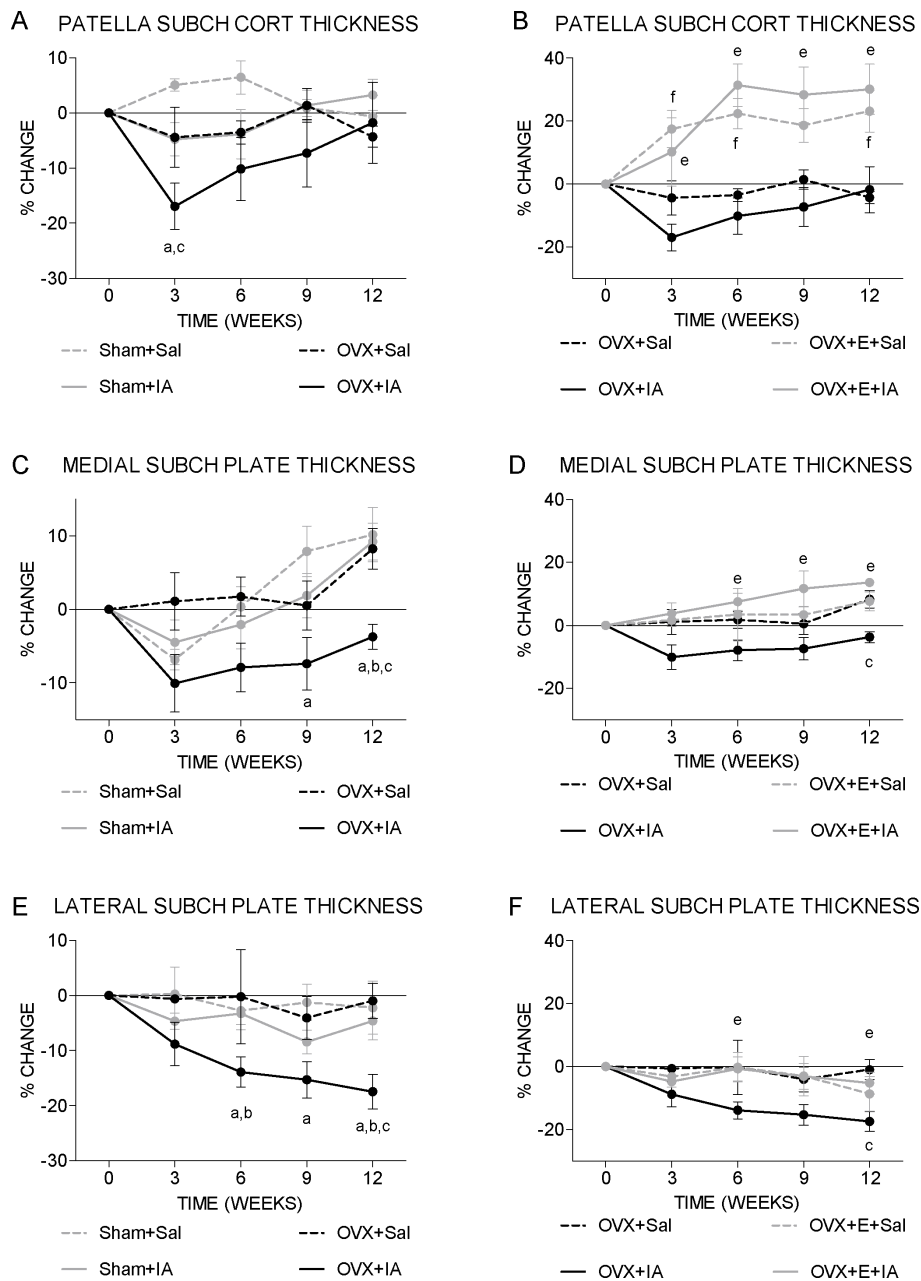 A PATELLA SUBCH CORT THICKNESS
10
0
-10
-20
-30
% CHANGE
a,c
0 3 6 9 12
TIME (WEEKS)
Sham+Sal OVX+Sal
Sham+IA OVX+IA
B PATELLA SUBCH CORT THICKNESS
40
20
0
-20
% CHANGE
e e e
f
e
f f
0 3 6 9 12
TIME (WEEKS)
OVX+Sal OVX+E+Sal
OVX+IA OVX+E+IA
C MEDIAL SUBCH PLATE THICKNESS
10
0
-10
% CHANGE
a,b,c
a
0 3 6 9 12
TIME (WEEKS)
Sham+Sal OVX+Sal
Sham+IA OVX+IA
D MEDIAL SUBCH PLATE THICKNESS
40
20
0
-20
% CHANGE
e e e
c
0 3 6 9 12
TIME (WEEKS)
OVX+Sal OVX+E+Sal
OVX+IA OVX+E+IA
E LATERAL SUBCH PLATE THICKNESS
10
0
-10
-20
-30
% CHANGE
a,b a a,b,c
0 3 6 9 12
TIME (WEEKS)
Sham+Sal OVX+Sal
Sham+IA OVX+IA
F LATERAL SUBCH PLATE THICKNESS
40
20
0
-20
% CHANGE
e e
c
0 3 6 9 12
TIME (WEEKS)
OVX+Sal OVX+E+Sal
OVX+IA OVX+E+IA